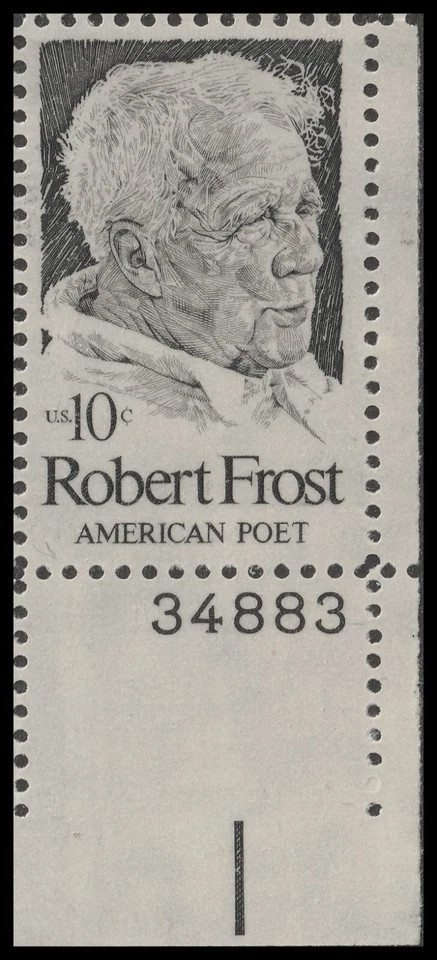 U.S. 10¢
Robert Frost
AMERICAN POET
34883